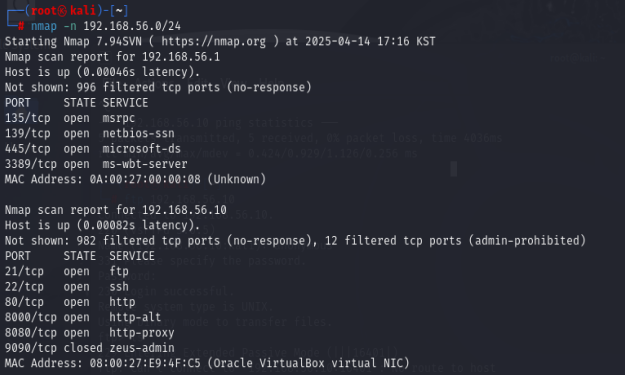 ┌──(root㉿kali)-[~]
└─# nmap -n 192.168.56.0/24
Starting Nmap 7.94SVN ( https://nmap.org ) at 2025-04-14 17:16 KST
Nmap scan report for 192.168.56.1
Host is up (0.00046s latency).
Not shown: 996 filtered tcp ports (no-response)
PORT     STATE SERVICE
135/tcp  open  msrpc
139/tcp  open  netbios-ssn
445/tcp  open  microsoft-ds
3389/tcp open  ms-wbt-server
MAC Address: 0A:00:27:00:00:08 (Unknown)

Nmap scan report for 192.168.56.10
Host is up (0.00082s latency).
Not shown: 982 filtered tcp ports (no-response), 12 filtered tcp ports (admin-prohibited)
PORT     STATE  SERVICE
21/tcp   open   ftp
22/tcp   open   ssh
80/tcp   open   http
8000/tcp open   http-alt
8080/tcp open   http-proxy
9090/tcp closed zeus-admin
MAC Address: 08:00:27:E9:4F:C5 (Oracle VirtualBox virtual NIC)